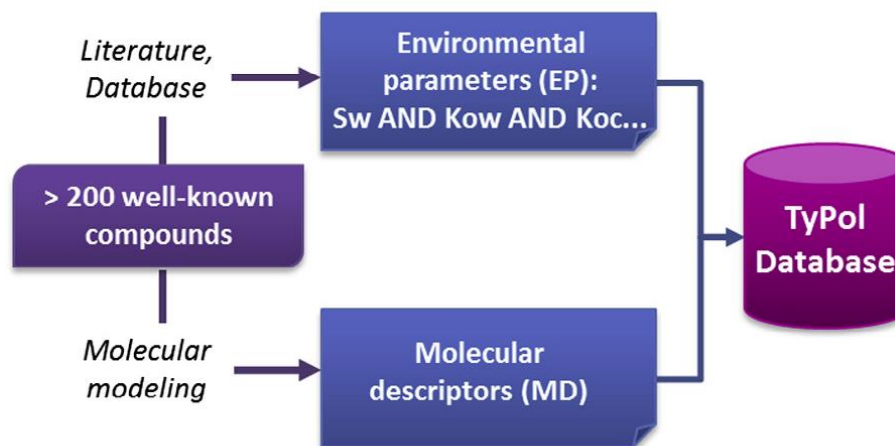 Literature,
Database
Environmental
parameters (EP):
Sw AND Kow AND Koc...
> 200 well-known
compounds
TyPol
Database
Molecular
modeling
Molecular
descriptors (MD)